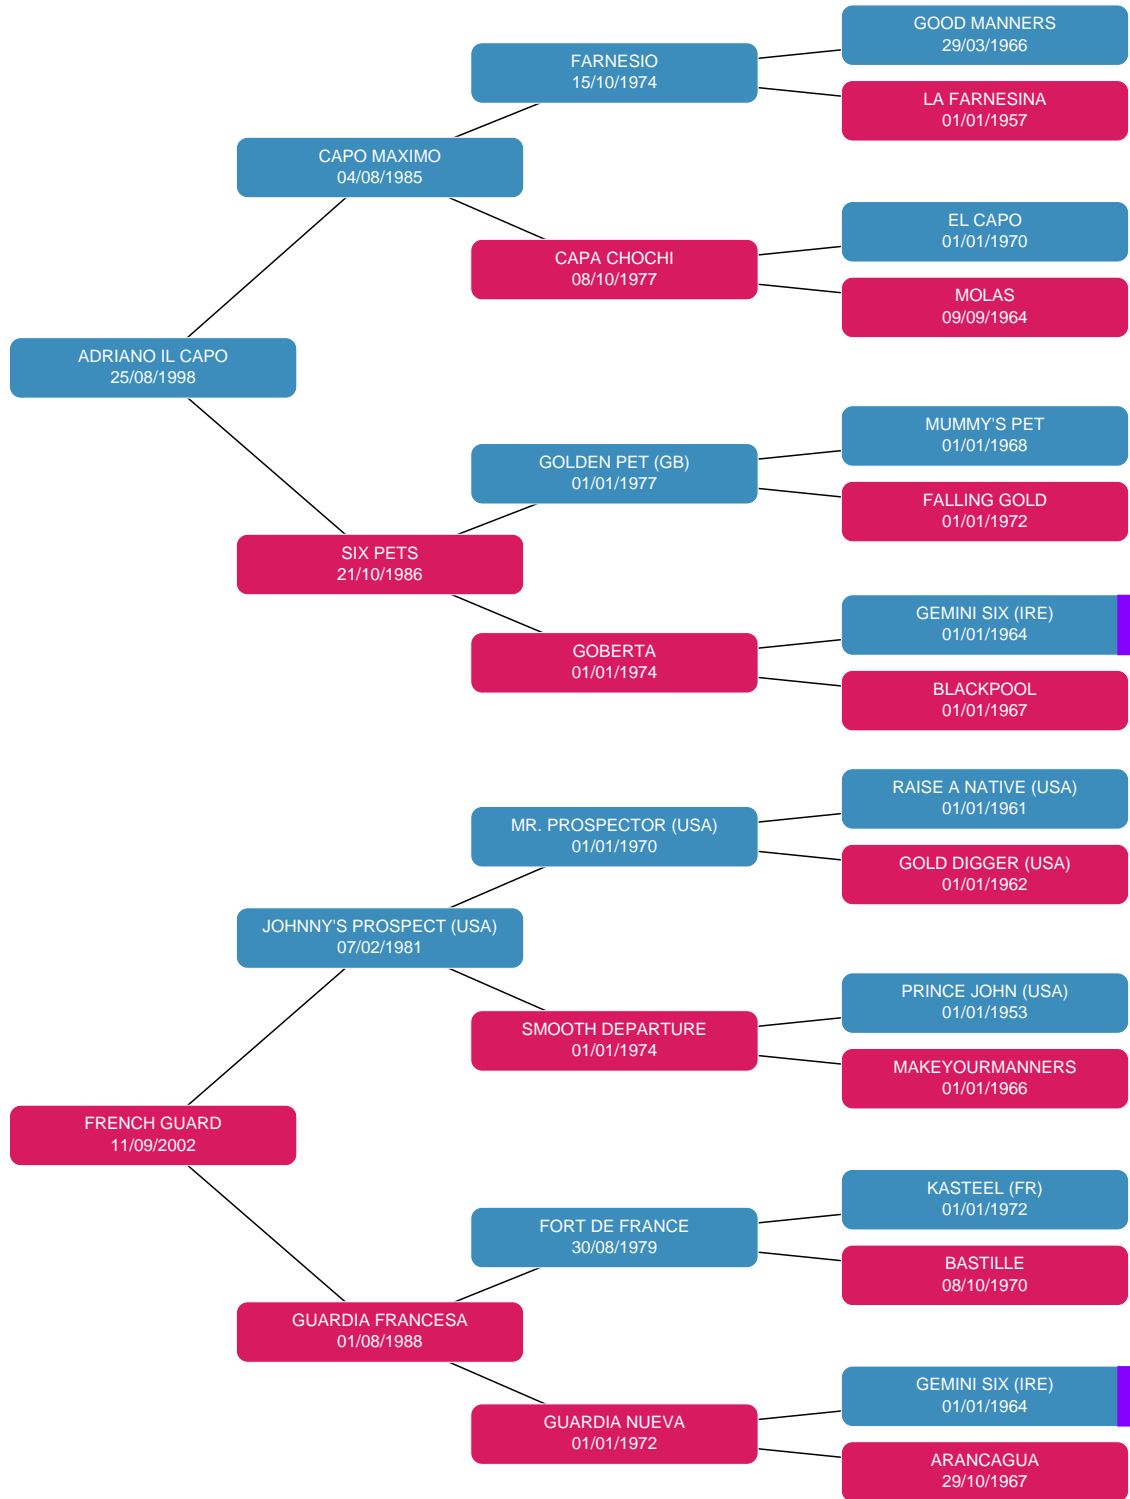 GOOD MANNERS
29/03/1966
FARNESIO
15/10/1974
LA FARNESINA
01/01/1957
CAPO MAXIMO
04/08/1985
EL CAPO
01/01/1970
CAPA CHOCHI
08/10/1977
MOLAS
09/09/1964
ADRIANO IL CAPO
25/08/1998
MUMMY'S PET
01/01/1968
GOLDEN PET (GB)
01/01/1977
FALLING GOLD
01/01/1972
SIX PETS
21/10/1986
GEMINI SIX (IRE)
01/01/1964
GOBERTA
01/01/1974
BLACKPOOL
01/01/1967
RAISE A NATIVE (USA)
01/01/1961
MR. PROSPECTOR (USA)
01/01/1970
GOLD DIGGER (USA)
01/01/1962
JOHNNY'S PROSPECT (USA)
07/02/1981
PRINCE JOHN (USA)
01/01/1953
SMOOTH DEPARTURE
01/01/1974
MAKEYOURMANNERS
01/01/1966
FRENCH GUARD
11/09/2002
KASTEEL (FR)
01/01/1972
FORT DE FRANCE
30/08/1979
BASTILLE
08/10/1970
GUARDIA FRANCESA
01/08/1988
GEMINI SIX (IRE)
01/01/1964
GUARDIA NUEVA
01/01/1972
ARANCAGUA
29/10/1967